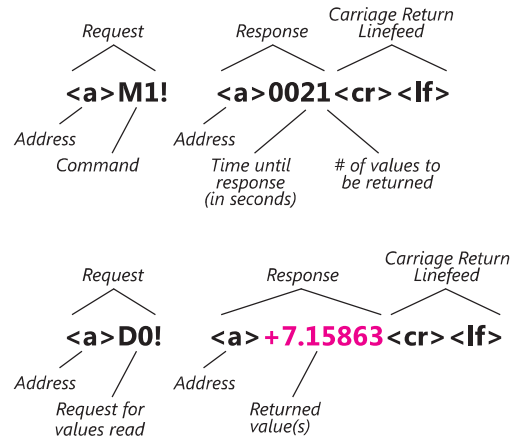 Request
Response
Carriage Return
Linefeed
<a>M1!
<a>0021<cr><lf>
Address
Command
Address
Time until
response
(in seconds)
# of values to
be returned
Request
Response
Carriage Return
Linefeed
<a>D0!
<a>+7.15863<cr><lf>
Address
Request for
values read
Address
Returned
value(s)